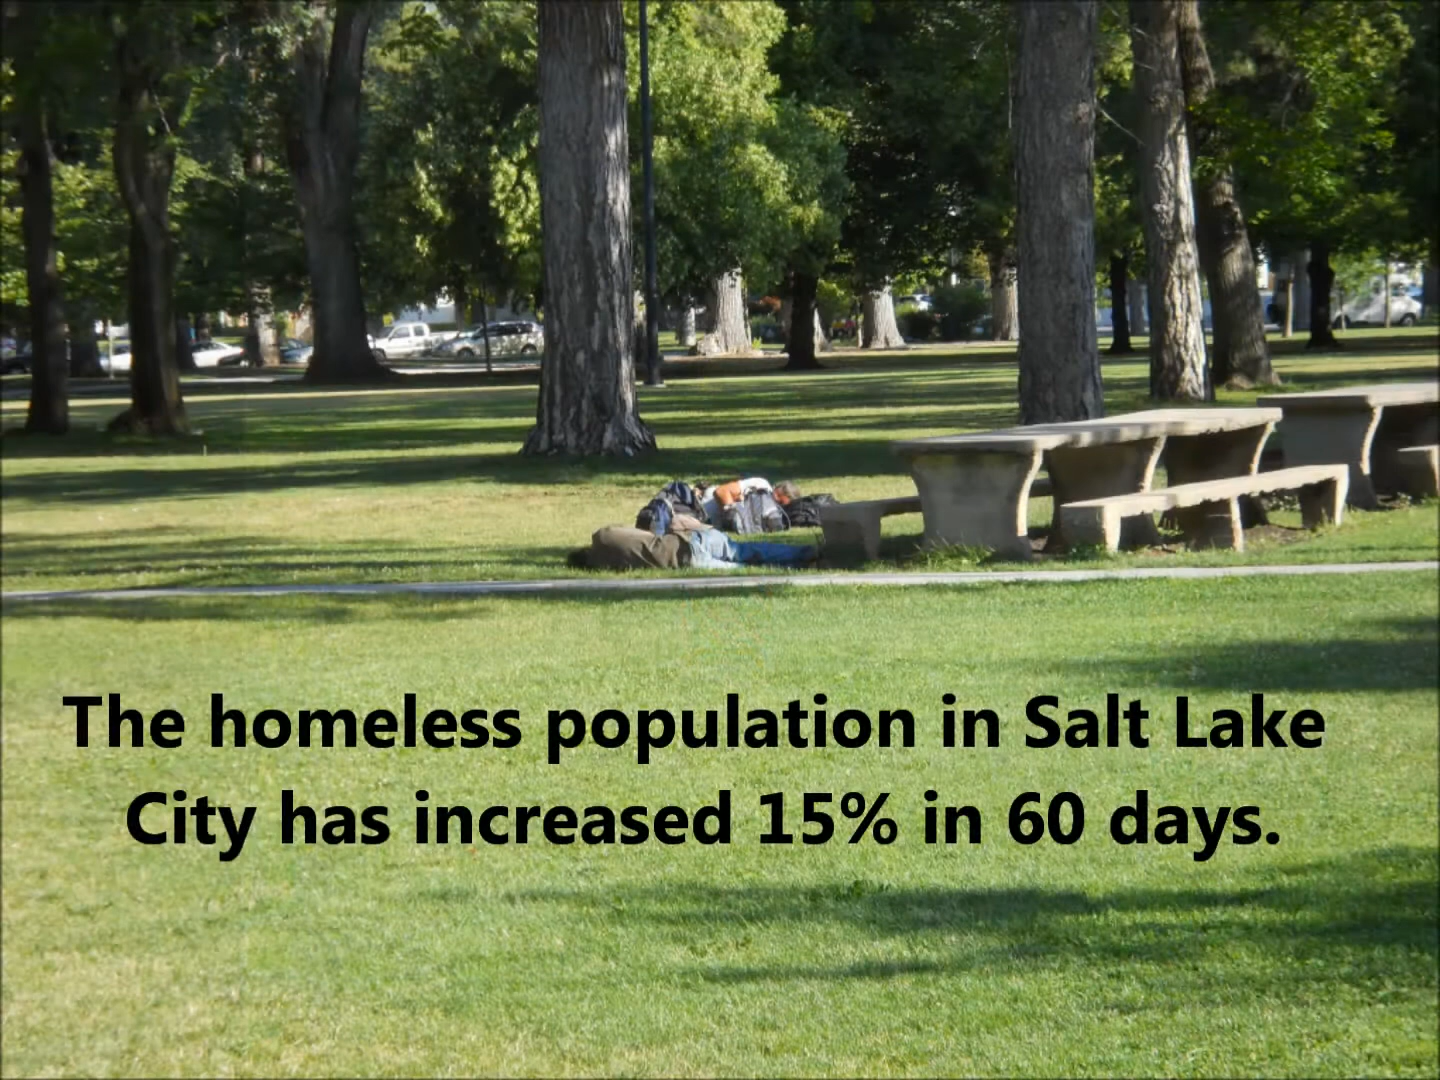 The homeless population in Salt Lake
City has increased 15% in 60 days.